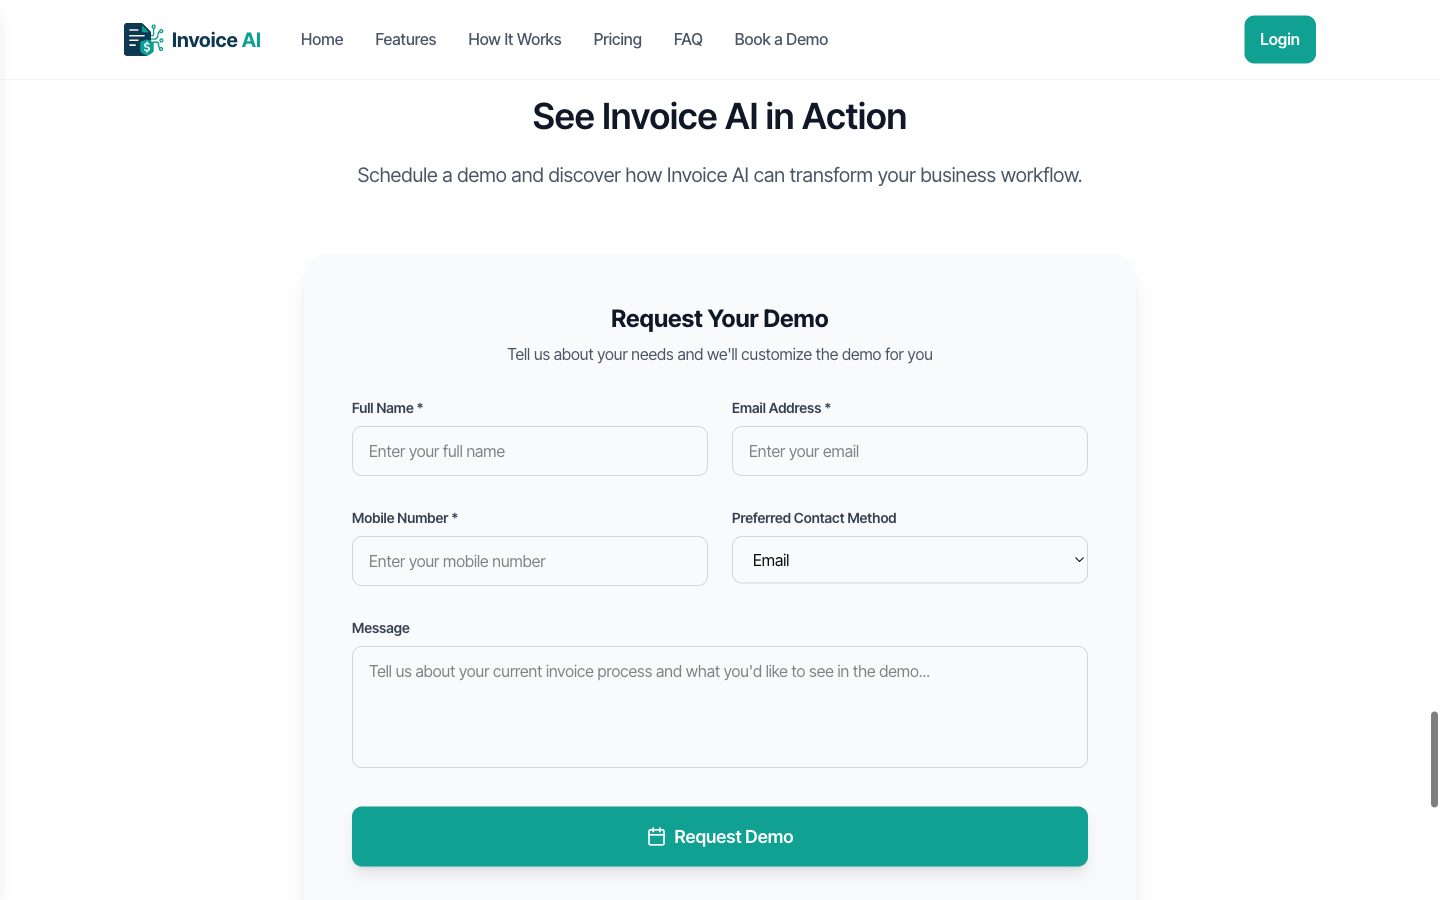 Invoice AI
Home
Features
How It Works
Pricing
FAQ
Book a Demo
Login
See Invoice AI in Action
Schedule a demo and discover how Invoice AI can transform your business workflow.
Request Your Demo
Tell us about your needs and we'll customize the demo for you
Full Name *
Email Address *
Enter your full name
Enter your email
Mobile Number *
Preferred Contact Method
Enter your mobile number
Email
Message
Tell us about your current invoice process and what you'd like to see in the demo...
Request Demo